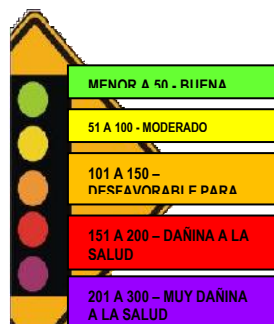 MENOR A 50 - BUENA
51 A 100 - MODERADO
101 A 150 –
DESFAVORABLE PARA
151 A 200 – DAÑINA A LA
SALUD
201 A 300 – MUY DAÑINA
A LA SALUD